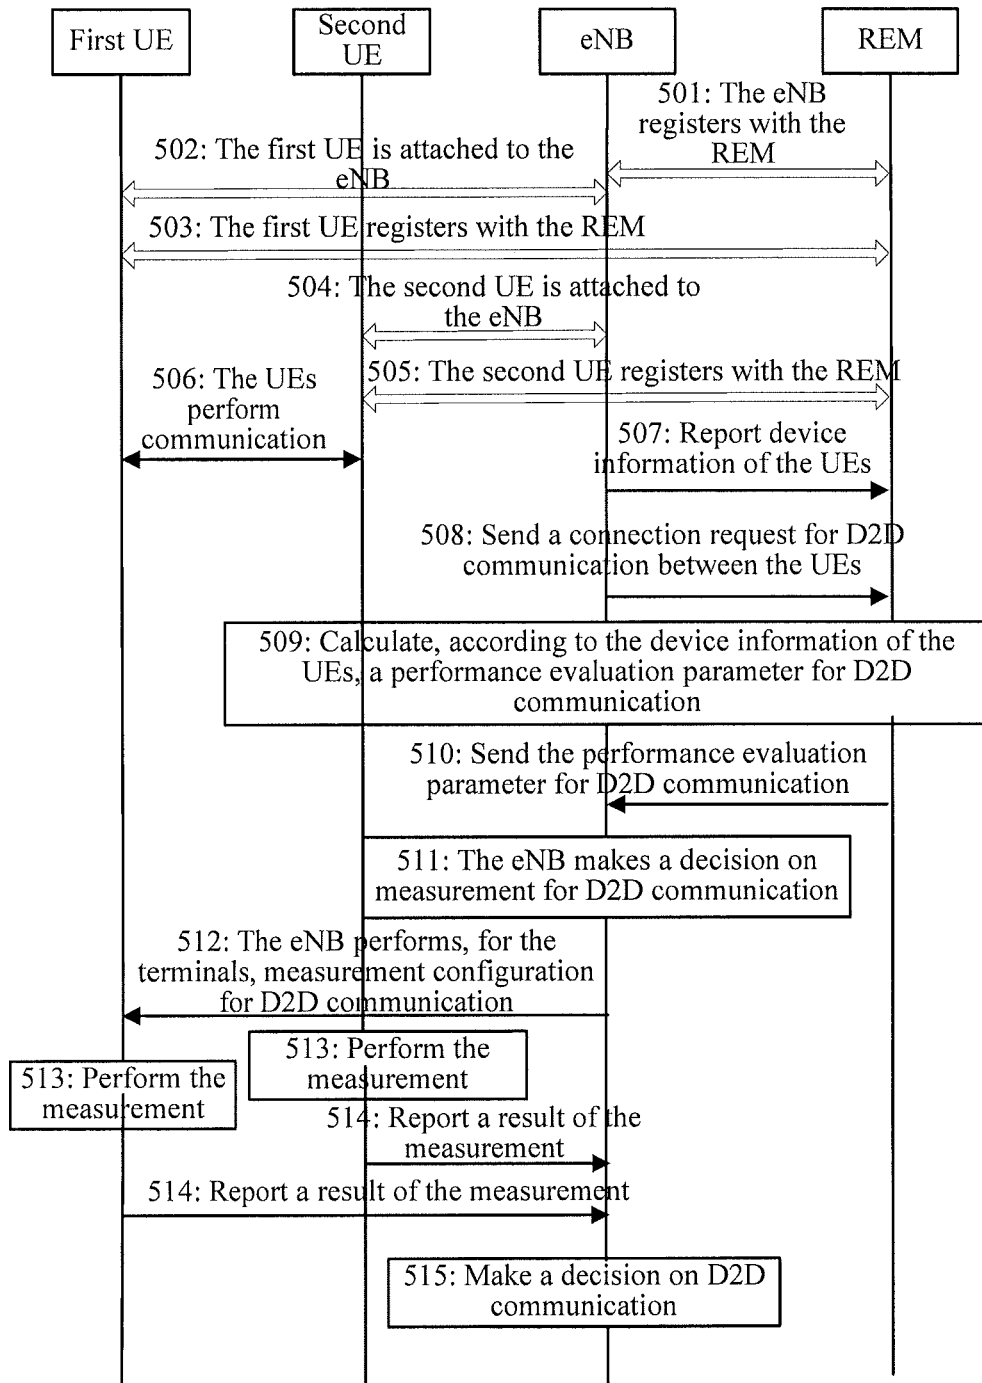 First UE
Second
UE
eNB
REM
501: The eNB
registers with the
REM
502: The first UE is attached to the
eNB
503: The first UE registers with the REM
504: The second UE is attached to
the eNB
505: The second UE registers with the REM
506: The UEs
perform
communication
507: Report device
information of the UEs
508: Send a connection request for D2D
communication between the UEs
509: Calculate, according to the device information of the
UEs, a performance evaluation parameter for D2D
communication
510: Send the performance evaluation
parameter for D2D communication
511: The eNB makes a decision on
measurement for D2D communication
512: The eNB performs, for the
terminals, measurement configuration
for D2D communication
513: Perform the
measurement
513: Perform the
measurement
514: Report a result of the
measurement
514: Report a result of the measurement
515: Make a decision on D2D
communication